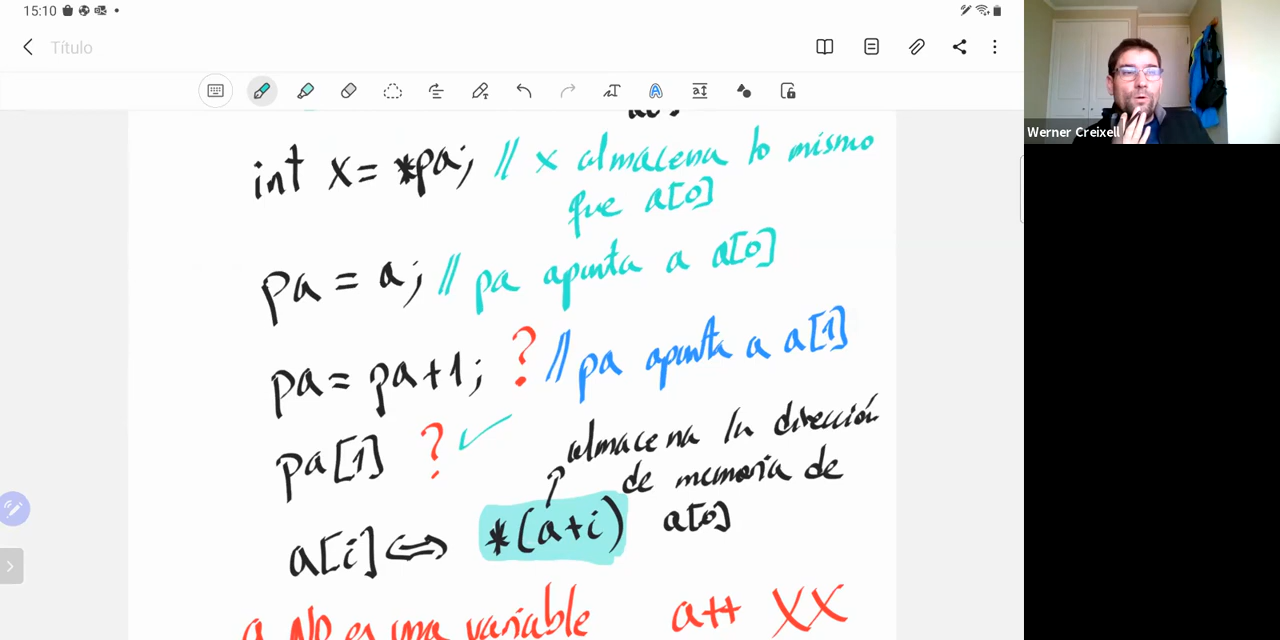 15:10
Título
Werner Creixell
int x = *pa; // x almacena lo mismo
que a[0]
pa = a; // pa apunta a a[0]
pa = pa+1; ? // pa apunta a a[1]
pa[1] ? ✓
almacena la dirección
de memoria de
a[0]
a[i] ⇔ *(a+i)
a NO es una variable a++ XX